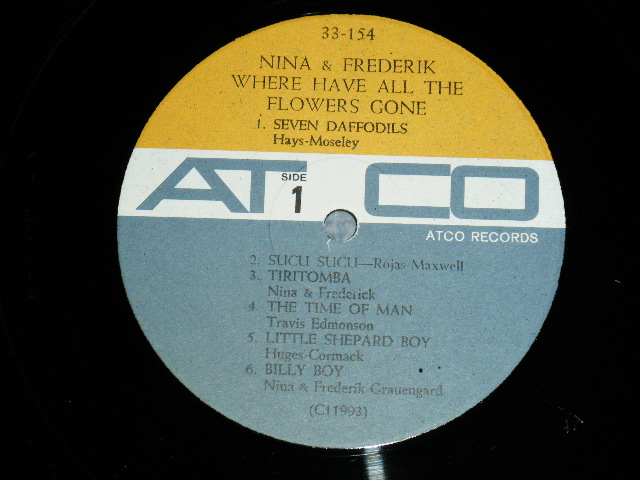 33-154
NINA & FREDERIK
WHERE HAVE ALL THE
FLOWERS GONE
1. SEVEN DAFFODILS
Hays-Moseley
ATCO
SIDE
1
ATCO RECORDS
2. SUCU SUCU—Rojas-Maxwell
3. TIRITOMBA
Nina & Frederick
4. THE TIME OF MAN
Travis Edmonson
5. LITTLE SHEPARD BOY
Huges-Cormack
6. BILLY BOY
Nina & Frederik-Grauengard
(C11993)